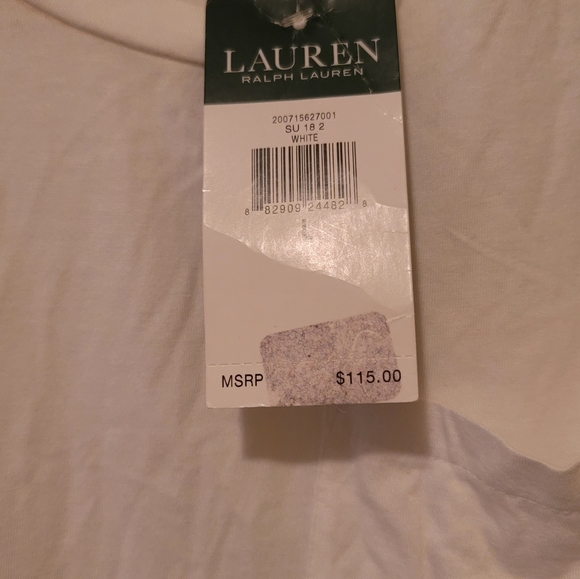 LAUREN
RALPH LAUREN
200715627001
SU 18 2
WHITE
8 82909 24482 8
L
MSRP $115.00